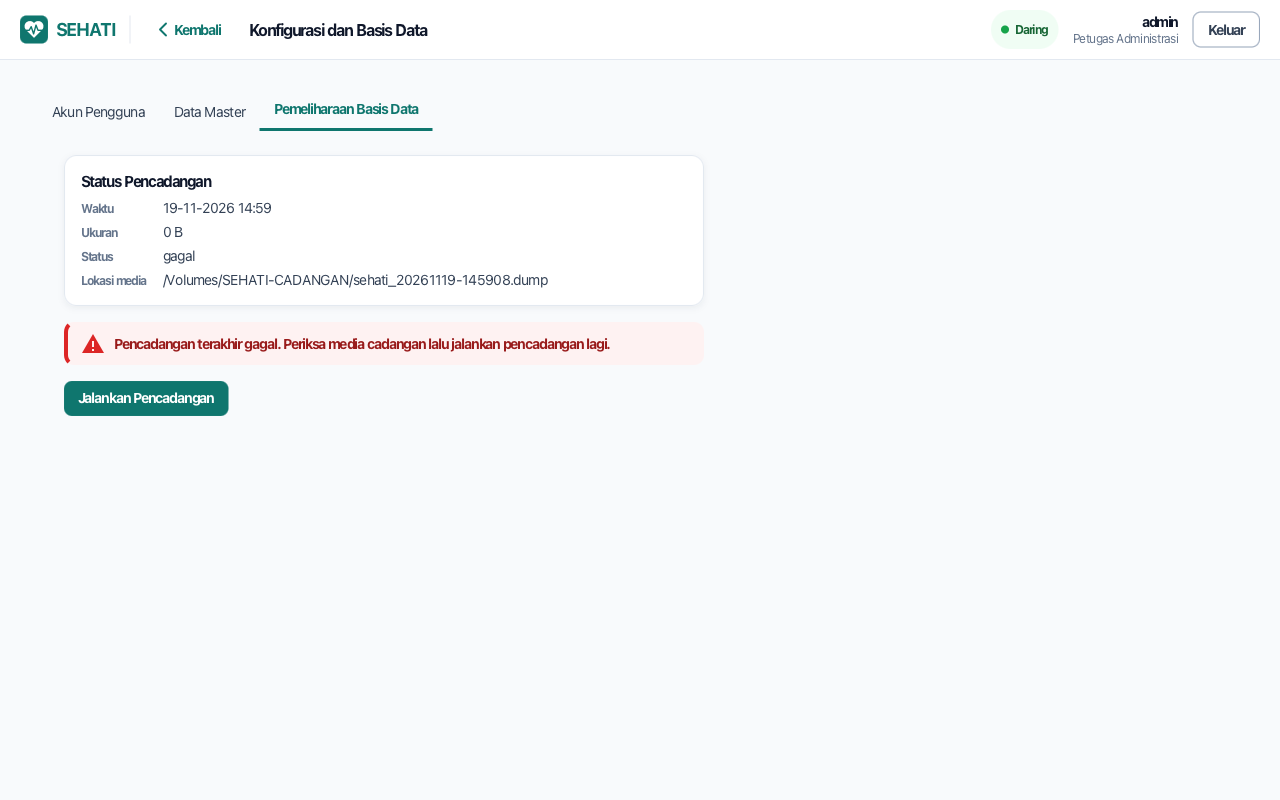 SEHATI
Kembali
Konfigurasi dan Basis Data
Daring
admin
Petugas Administrasi
Keluar
Akun Pengguna
Data Master
Pemeliharaan Basis Data
Status Pencadangan
Waktu 19-11-2026 14:59
Ukuran 0 B
Status gagal
Lokasi media /Volumes/SEHATI-CADANGAN/sehati_20261119-145908.dump
Pencadangan terakhir gagal. Periksa media cadangan lalu jalankan pencadangan lagi.
Jalankan Pencadangan